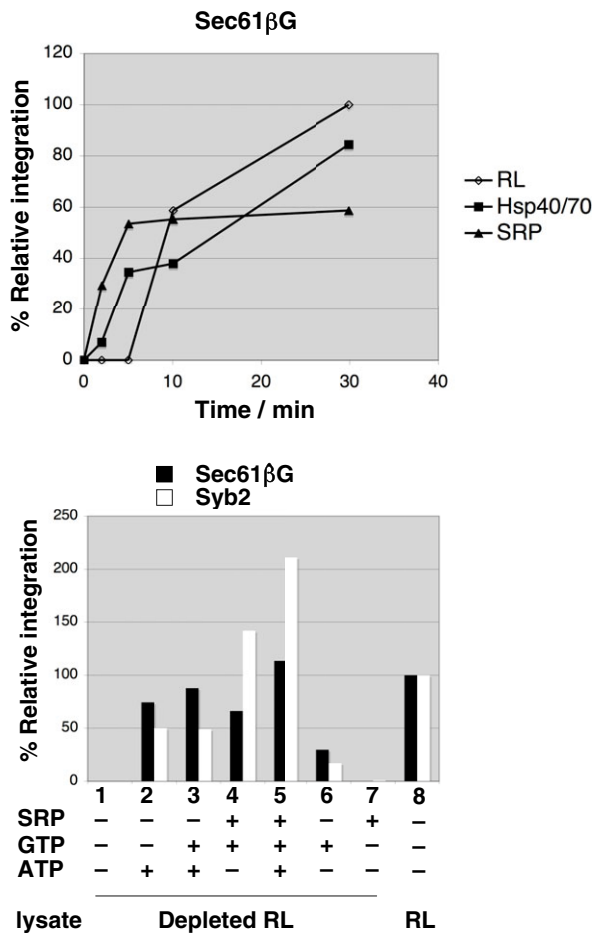 Sec61βG
% Relative integration
120
100
80
60
40
20
0
0 10 20 30 40
Time / min
RL
Hsp40/70
SRP
Sec61β̂G
Syb2
% Relative integration
250
200
150
100
50
0
1 2 3 4 5 6 7 8
SRP – – – + + – + –
GTP – – + + + + – –
ATP – + + – + – – –
lysate Depleted RL RL